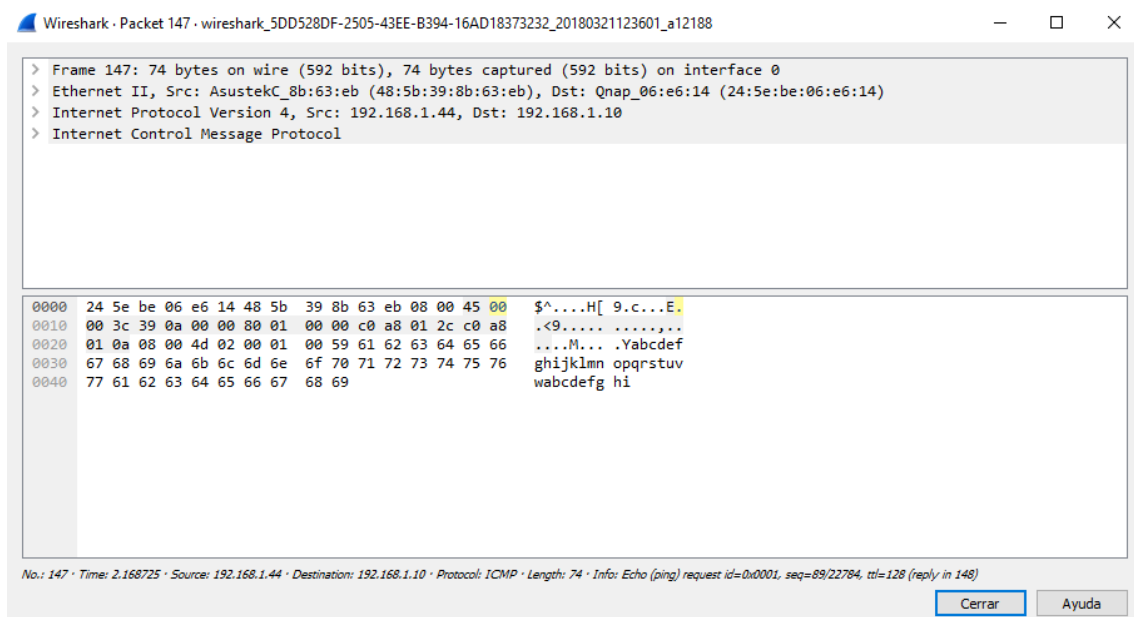 Wireshark · Packet 147 · wireshark_5DD528DF-2505-43EE-B394-16AD18373232_20180321123601_a12188
> Frame 147: 74 bytes on wire (592 bits), 74 bytes captured (592 bits) on interface 0
> Ethernet II, Src: AsustekC_8b:63:eb (48:5b:39:8b:63:eb), Dst: Qnap_06:e6:14 (24:5e:be:06:e6:14)
> Internet Protocol Version 4, Src: 192.168.1.44, Dst: 192.168.1.10
> Internet Control Message Protocol
0000 24 5e be 06 e6 14 48 5b 39 8b 63 eb 08 00 45 00 $^....H[ 9.c...E.
0010 00 3c 39 0a 00 00 80 01 00 00 c0 a8 01 2c c0 a8 .<9..... .....,..
0020 01 0a 08 00 4d 02 00 01 00 59 61 62 63 64 65 66 ....M... .Yabcdef
0030 67 68 69 6a 6b 6c 6d 6e 6f 70 71 72 73 74 75 76 ghijklmn opqrstuv
0040 77 61 62 63 64 65 66 67 68 69 wabcdefg hi
No.: 147 · Time: 2.168725 · Source: 192.168.1.44 · Destination: 192.168.1.10 · Protocol: ICMP · Length: 74 · Info: Echo (ping) request id=0x0001, seq=89/22784, ttl=128 (reply in 148)
Cerrar Ayuda